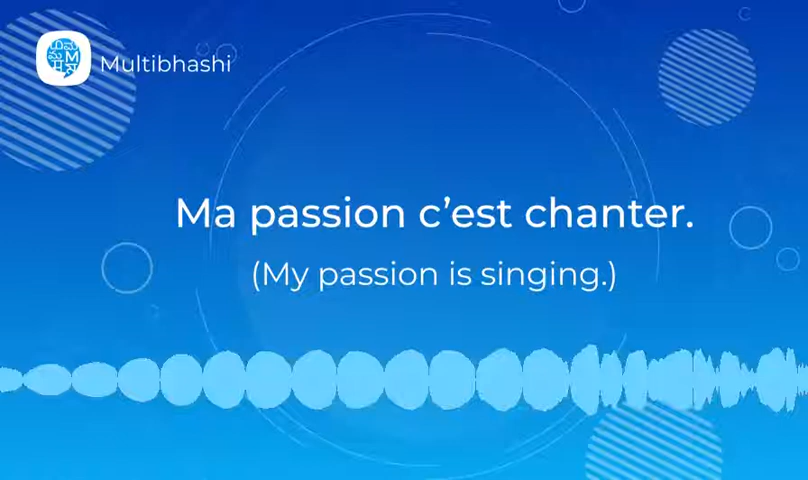 Multibhashi
Ma passion c’est chanter.
(My passion is singing.)